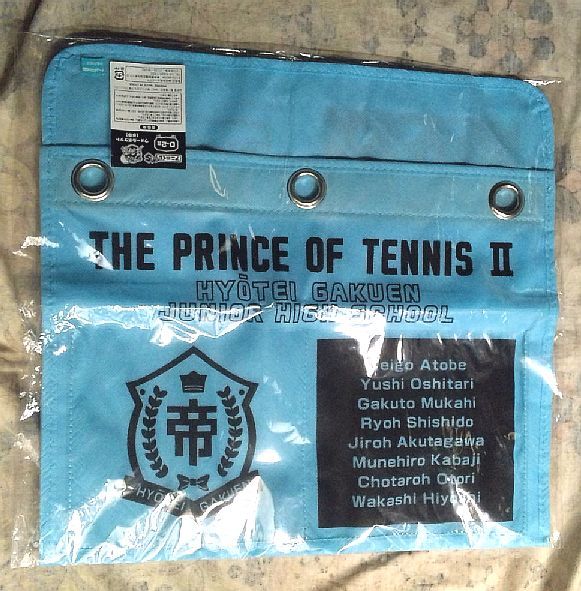 THE PRINCE OF TENNIS II
HYŌTEI GAKUEN
JUNIOR HIGH SCHOOL
帝
HYŌTEI GAKUEN
Keigo Atobe
Yushi Oshitari
Gakuto Mukahi
Ryoh Shishido
Jiroh Akutagawa
Munehiro Kabaji
Chotaroh Otori
Wakashi Hiyoshi